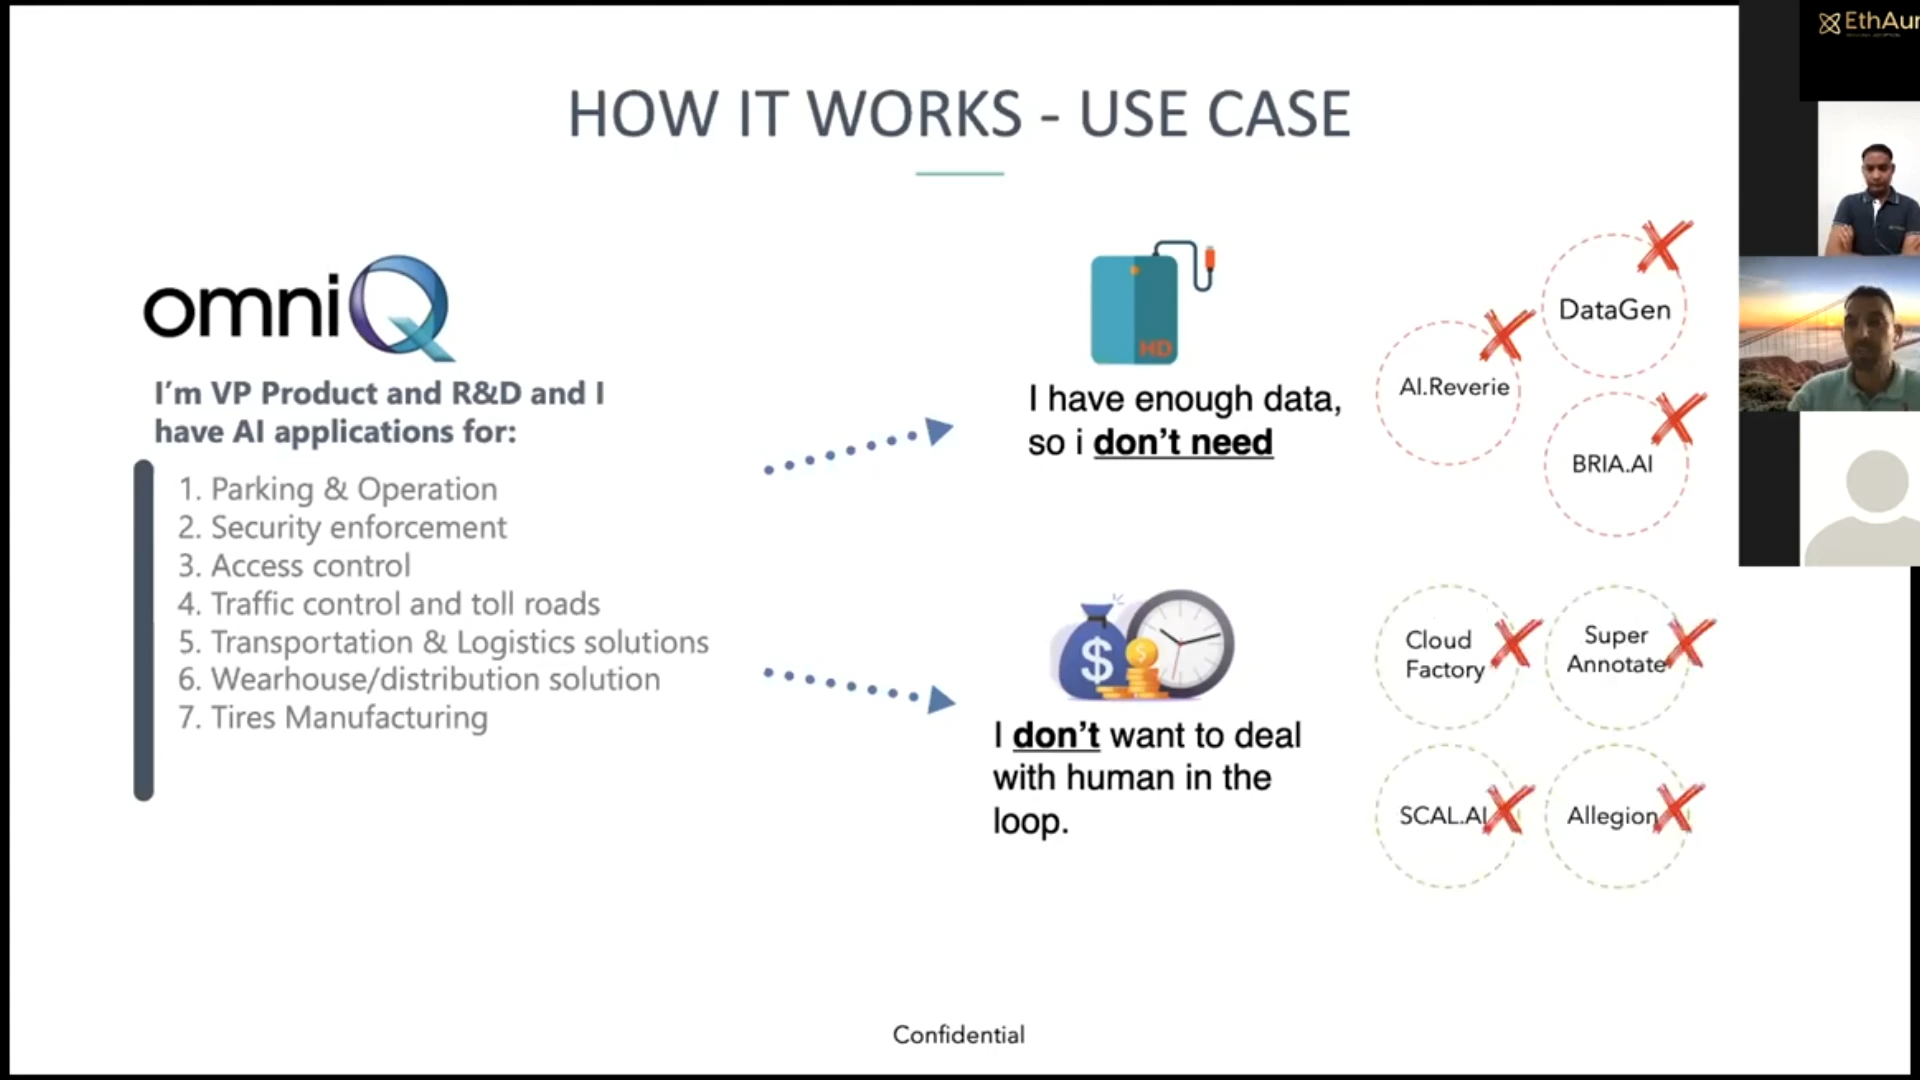 HOW IT WORKS - USE CASE
omniQ
I'm VP Product and R&D and I
have AI applications for:
1. Parking & Operation
2. Security enforcement
3. Access control
4. Traffic control and toll roads
5. Transportation & Logistics solutions
6. Wearhouse/distribution solution
7. Tires Manufacturing
HD
I have enough data,
so i don't need
DataGen
AI.Reverie
BRIA.AI
$
$
I don't want to deal
with human in the
loop.
Cloud
Factory
Super
Annotate
SCAL.AI
Allegion
Confidential
EthAur